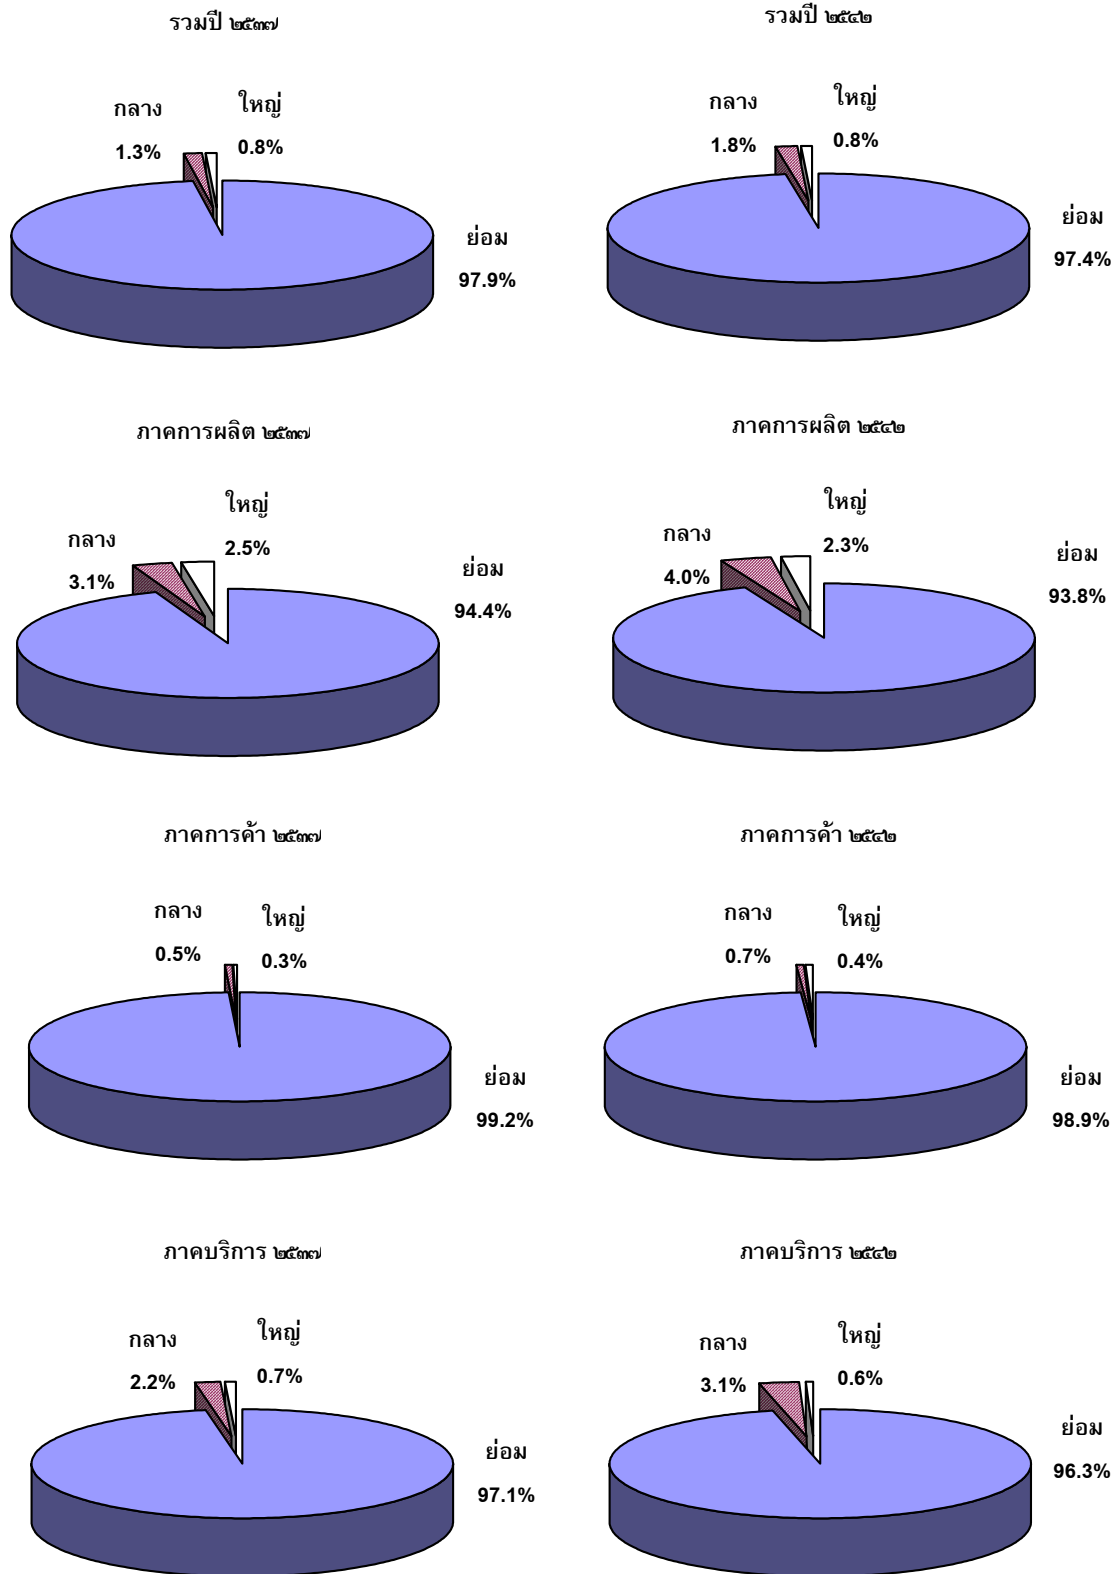 รวมปี ๒๕๓๗
กลาง
1.3%
ใหญ่
0.8%
ย่อม
97.9%
รวมปี ๒๕๔๒
กลาง
1.8%
ใหญ่
0.8%
ย่อม
97.4%
ภาคการผลิต ๒๕๓๗
กลาง
3.1%
ใหญ่
2.5%
ย่อม
94.4%
ภาคการผลิต ๒๕๔๒
กลาง
4.0%
ใหญ่
2.3%
ย่อม
93.8%
ภาคการค้า ๒๕๓๗
กลาง
0.5%
ใหญ่
0.3%
ย่อม
99.2%
ภาคการค้า ๒๕๔๒
กลาง
0.7%
ใหญ่
0.4%
ย่อม
98.9%
ภาคบริการ ๒๕๓๗
กลาง
2.2%
ใหญ่
0.7%
ย่อม
97.1%
ภาคบริการ ๒๕๔๒
กลาง
3.1%
ใหญ่
0.6%
ย่อม
96.3%